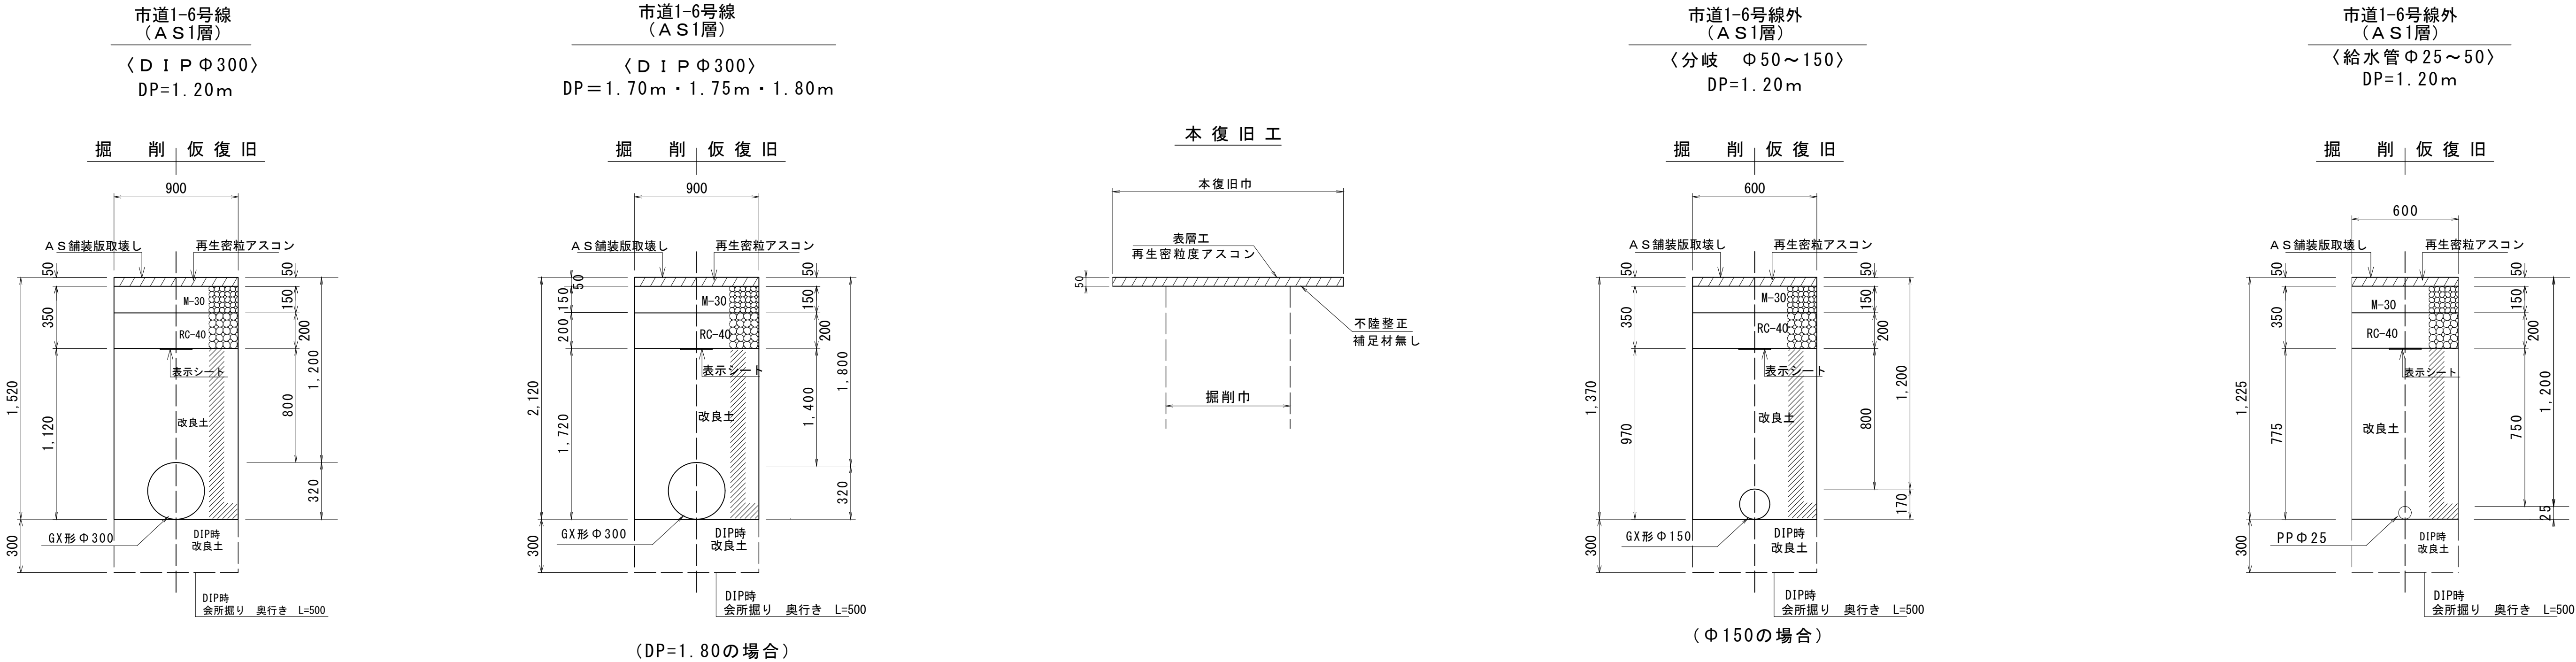 市道1-6号線
(ＡＳ1層)
〈ＤＩＰΦ300〉
DP=1.20m
掘　削 仮復旧
900
ＡＳ舗装版取壊し
再生密粒アスコン
50
50
M-30
150
350
RC-40
200
表示シート
1,200
1,520
1,120
改良土
800
320
GX形Φ300
DIP時
改良土
300
DIP時
会所掘り　奥行き　L=500
市道1-6号線
(ＡＳ1層)
〈ＤＩＰΦ300〉
DP＝1.70m・1.75m・1.80m
掘　削 仮復旧
900
ＡＳ舗装版取壊し
再生密粒アスコン
50
50
150
M-30
150
200
RC-40
200
表示シート
1,800
2,120
1,720
改良土
1,400
320
GX形Φ300
DIP時
改良土
300
DIP時
会所掘り　奥行き　L=500
(DP=1.80の場合)
本復旧工
本復旧巾
表層工
再生密粒度アスコン
50
不陸整正
補足材無し
掘削巾
市道1-6号線外
(ＡＳ1層)
〈分岐　Φ50～150〉
DP=1.20m
掘　削 仮復旧
600
ＡＳ舗装版取壊し
再生密粒アスコン
50
50
M-30
150
350
RC-40
200
表示シート
1,200
1,370
970
改良土
800
170
GX形Φ150
DIP時
改良土
300
DIP時
会所掘り　奥行き　L=500
(Φ150の場合)
市道1-6号線外
(ＡＳ1層)
〈給水管Φ25～50〉
DP=1.20m
掘　削 仮復旧
600
ＡＳ舗装版取壊し
再生密粒アスコン
50
50
M-30
150
350
RC-40
200
表示シート
1,200
1,225
775
改良土
750
25
PPΦ25
DIP時
改良土
300
DIP時
会所掘り　奥行き　L=500